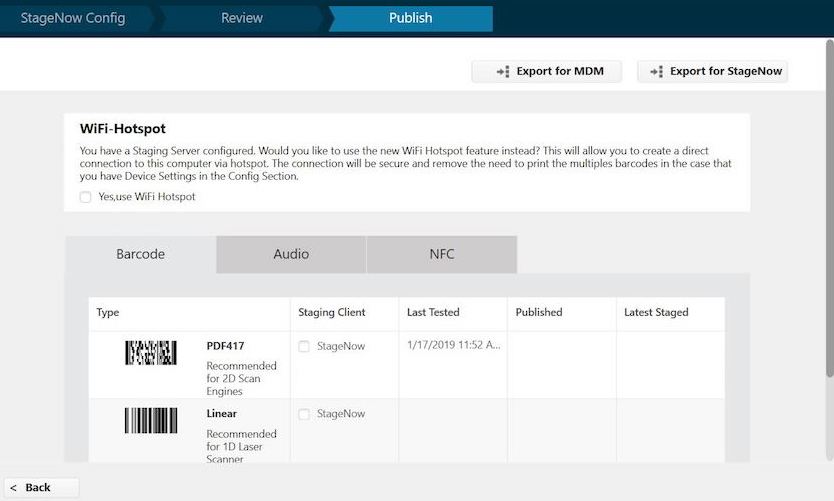 StageNow Config
Review
Publish
Export for MDM
Export for StageNow
WiFi-Hotspot
You have a Staging Server configured. Would you like to use the new WiFi Hotspot feature instead? This will allow you to create a direct
connection to this computer via hotspot. The connection will be secure and remove the need to print the multiples barcodes in the case that
you have Device Settings in the Config Section.
Yes,use WiFi Hotspot
Barcode
Audio
NFC
Type
Staging Client
Last Tested
Published
Latest Staged
PDF417
StageNow
1/17/2019 11:52 A...
Recommended
for 2D Scan
Engines
Linear
StageNow
Recommended
for 1D Laser
Scanner
< Back